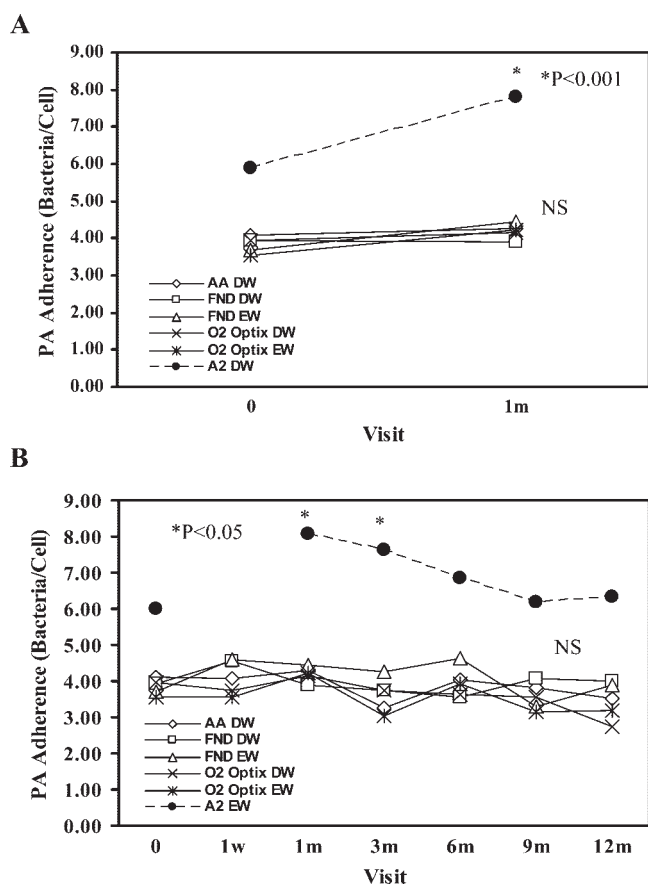 A
9.00
8.00
7.00
6.00
5.00
4.00
3.00
2.00
1.00
0.00
PA Adherence (Bacteria/Cell)
* *P<0.001
NS
AA DW
FND DW
FND EW
O2 Optix DW
O2 Optix EW
A2 DW
0 1m
Visit
B
9.00
8.00
7.00
6.00
5.00
4.00
3.00
2.00
1.00
0.00
PA Adherence (Bacteria/Cell)
*P<0.05 * *
NS
AA DW
FND DW
FND EW
O2 Optix DW
O2 Optix EW
A2 EW
0 1w 1m 3m 6m 9m 12m
Visit